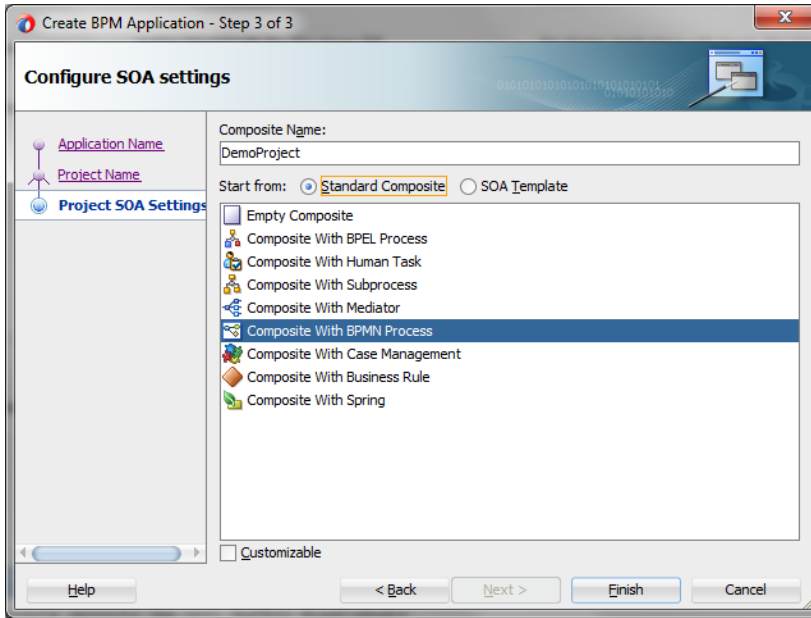 Create BPM Application - Step 3 of 3
Configure SOA settings
Application Name
Project Name
Project SOA Settings
Composite Name:
DemoProject
Start from: Standard Composite SOA Template
Empty Composite
Composite With BPEL Process
Composite With Human Task
Composite With Subprocess
Composite With Mediator
Composite With BPMN Process
Composite With Case Management
Composite With Business Rule
Composite With Spring
Customizable
Help < Back Next > Finish Cancel